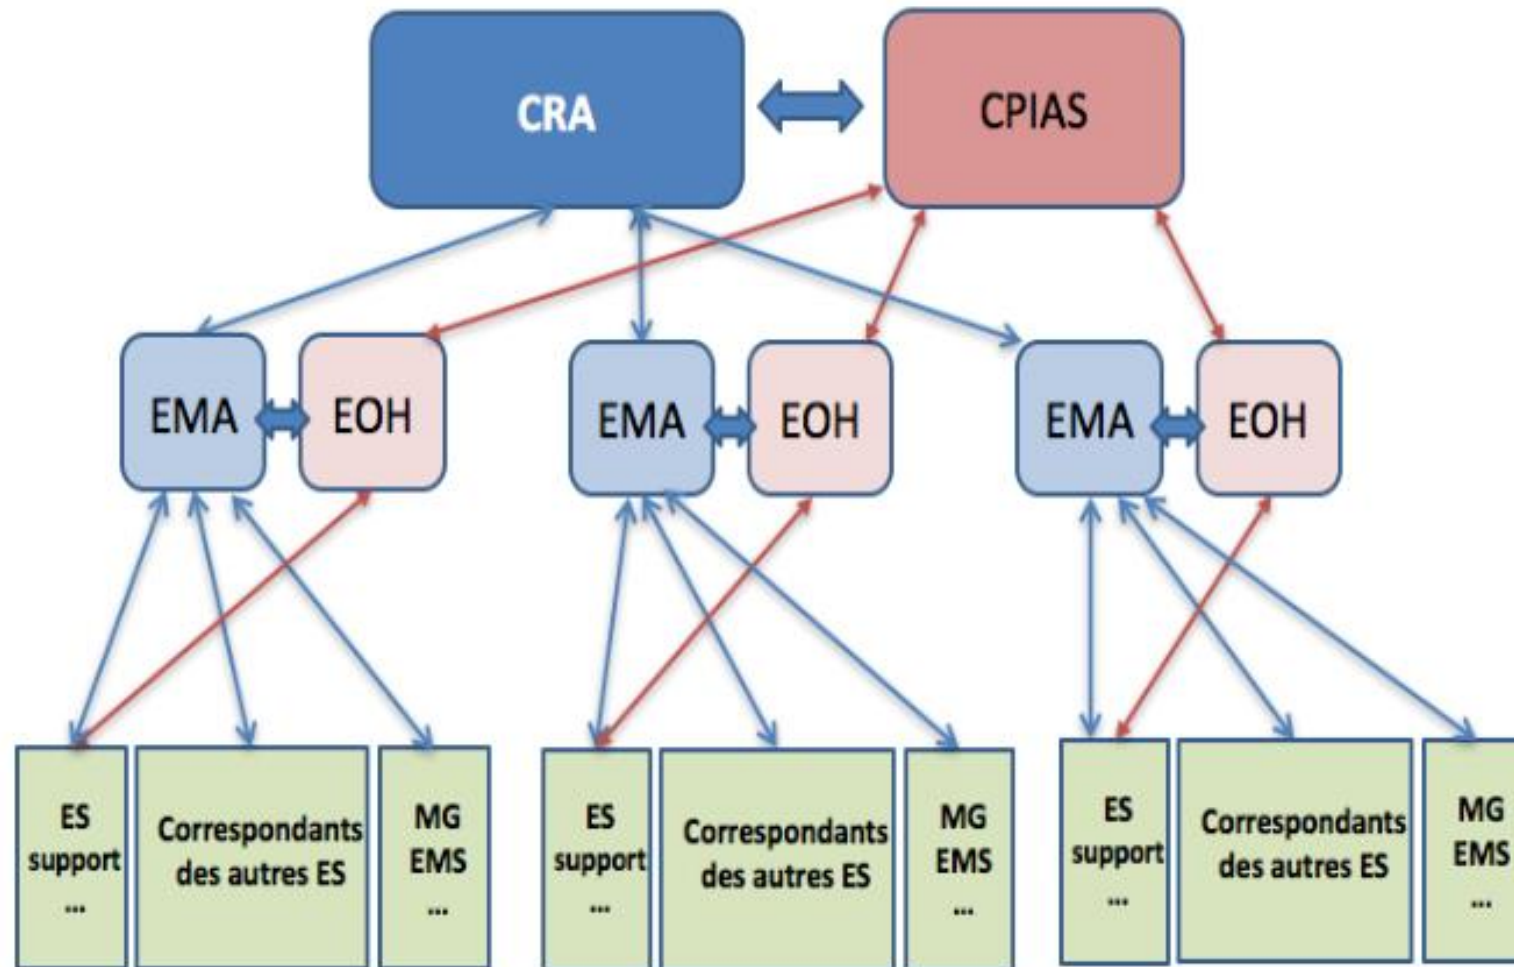 CRA
CPIAS
EMA
EOH
EMA
EOH
EMA
EOH
ES
support
...
Correspondants
des autres ES
MG
EMS
...
ES
support
...
Correspondants
des autres ES
MG
EMS
...
ES
support
...
Correspondants
des autres ES
MG
EMS
...